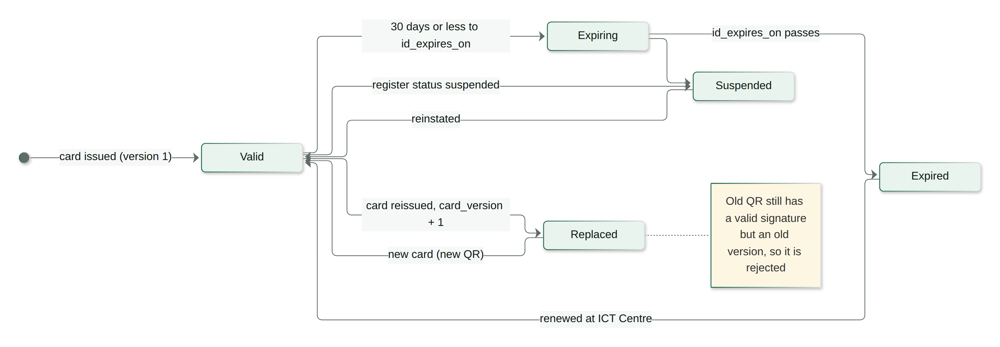 30 days or less to
id_expires_on
Expiring
id_expires_on passes
register status suspended
Suspended
reinstated
card issued (version 1)
Valid
Expired
card reissued, card_version
+ 1
Replaced
Old QR still has
a valid signature
but an old
version, so it is
rejected
new card (new QR)
renewed at ICT Centre